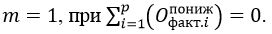 m = 1, при ∑_{i=1}^{p}(O_{факт.i}^{пониж}) = 0.